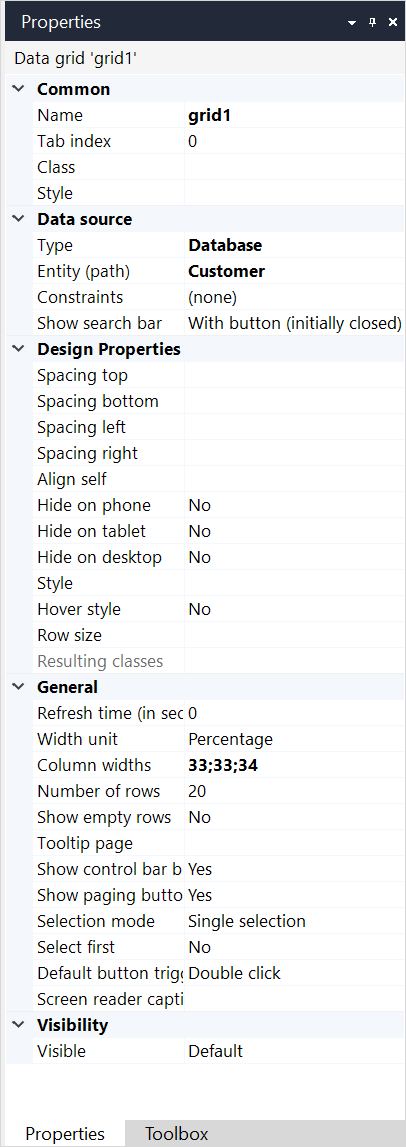 Properties
Data grid 'grid1'
Common
Name grid1
Tab index 0
Class
Style
Data source
Type Database
Entity (path) Customer
Constraints (none)
Show search bar With button (initially closed)
Design Properties
Spacing top
Spacing bottom
Spacing left
Spacing right
Align self
Hide on phone No
Hide on tablet No
Hide on desktop No
Style
Hover style No
Row size
Resulting classes
General
Refresh time (in sec 0
Width unit Percentage
Column widths 33;33;34
Number of rows 20
Show empty rows No
Tooltip page
Show control bar b Yes
Show paging butto Yes
Selection mode Single selection
Select first No
Default button trigg Double click
Screen reader capti
Visibility
Visible Default
Properties Toolbox